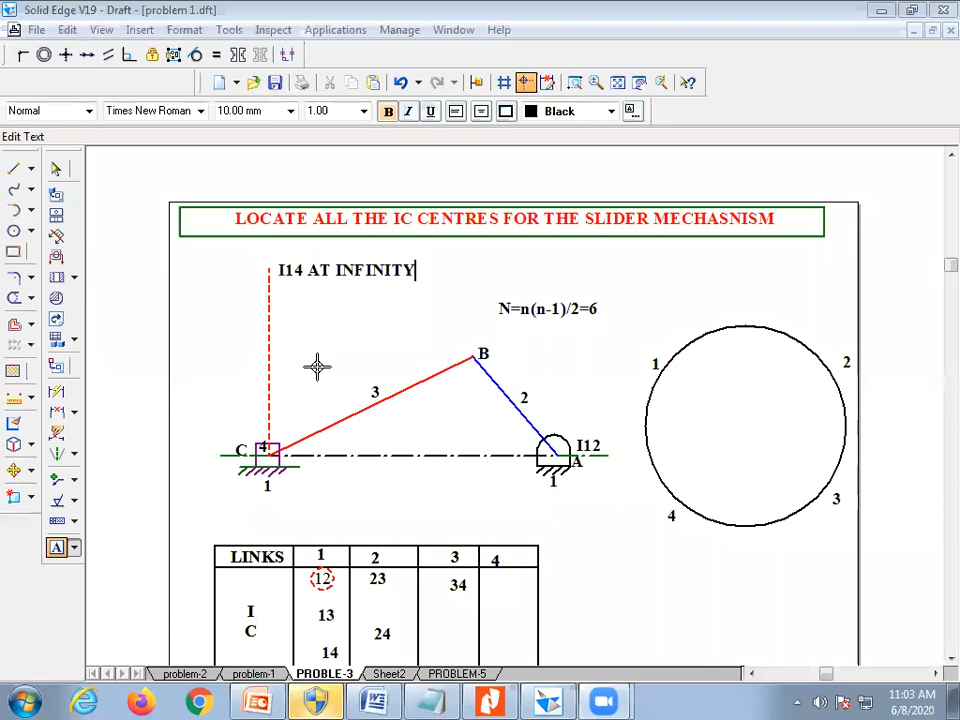 Solid Edge V19 - Draft - [problem 1.dft]
File Edit View Insert Format Tools Inspect Applications Manage Window Help
Normal Times New Roman 10.00 mm 1.00 B I U Black A...
Edit Text
LOCATE ALL THE IC CENTRES FOR THE SLIDER MECHASNISM
I14 AT INFINITY
N=n(n-1)/2=6
B
1 2
3 2
C 4 I12
A
1 1
3
4
LINKS 1 2 3 4
12 23 34
I 13
C 24
14
A
problem-2 problem-1 PROBLE-3 Sheet2 PROBLEM-5
11:03 AM
6/8/2020